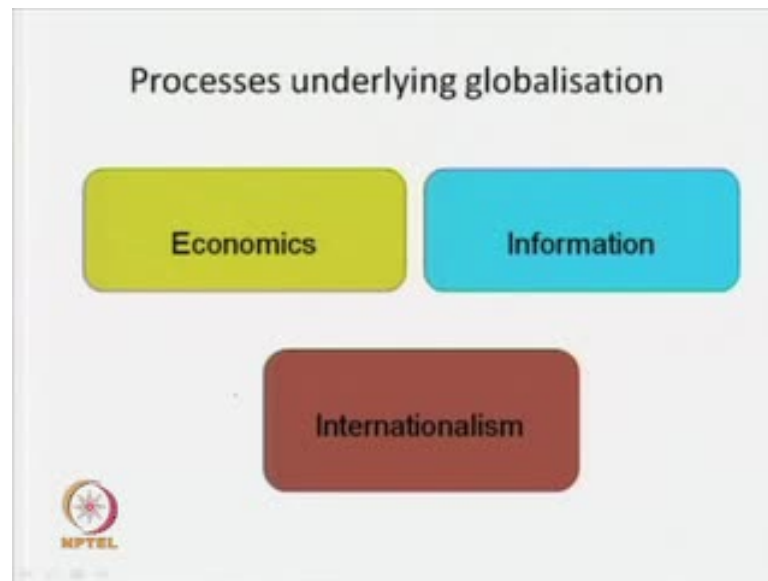 Processes underlying globalisation
Economics
Information
Internationalism
NPTEL